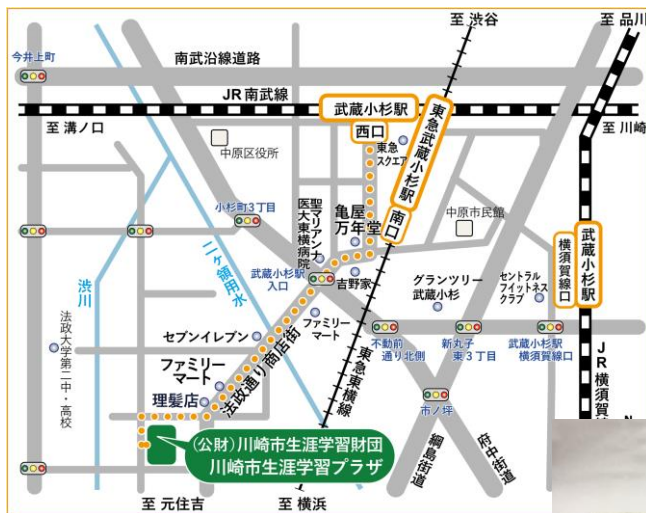 至 渋谷
至 品川
今井上町
南武沿線道路
JR南武線
武蔵小杉駅
西口
東急武蔵小杉駅
南口
至 溝ノ口
至 川崎
中原区役所
東急
スクエア
小杉町3丁目
聖マリアンナ
医大東横病院
亀屋
万年堂
中原市民館
武蔵小杉駅
横須賀線口
二ヶ領用水
渋川
武蔵小杉駅
入口
吉野家
グランツリー
武蔵小杉
セントラル
フィットネス
クラブ
法政大学第二中・高校
セブンイレブン
ファミリー
マート
不動前
通り北側
新丸子
東3丁目
武蔵小杉駅
横須賀線口
ファミリー
マート
法政通り商店街
東急東横線
JR横須賀線
理髪店
市ノ坪
(公財)川崎市生涯学習財団
川崎市生涯学習プラザ
綱島街道
府中街道
至 元住吉
至 横浜